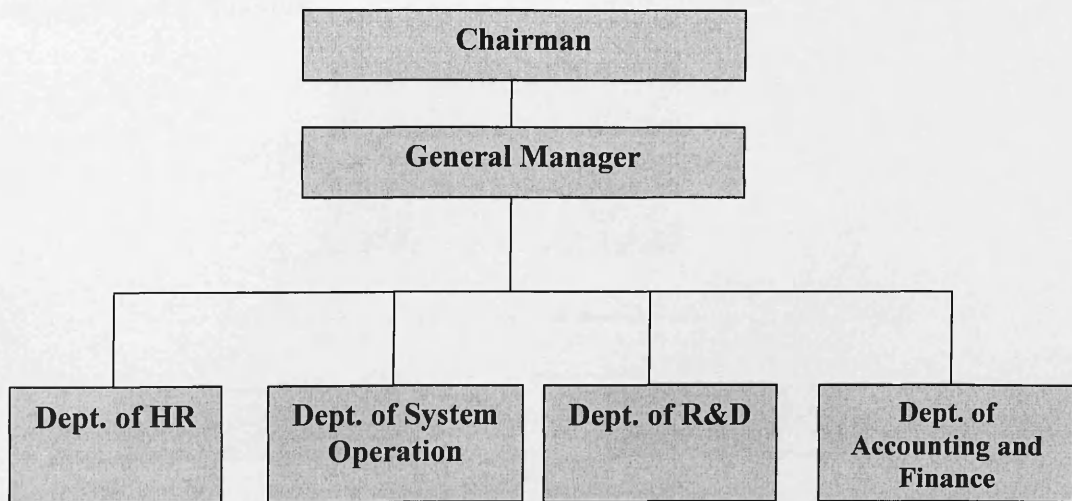 Chairman
General Manager
Dept. of HR
Dept. of System
Operation
Dept. of R&D
Dept. of
Accounting and
Finance